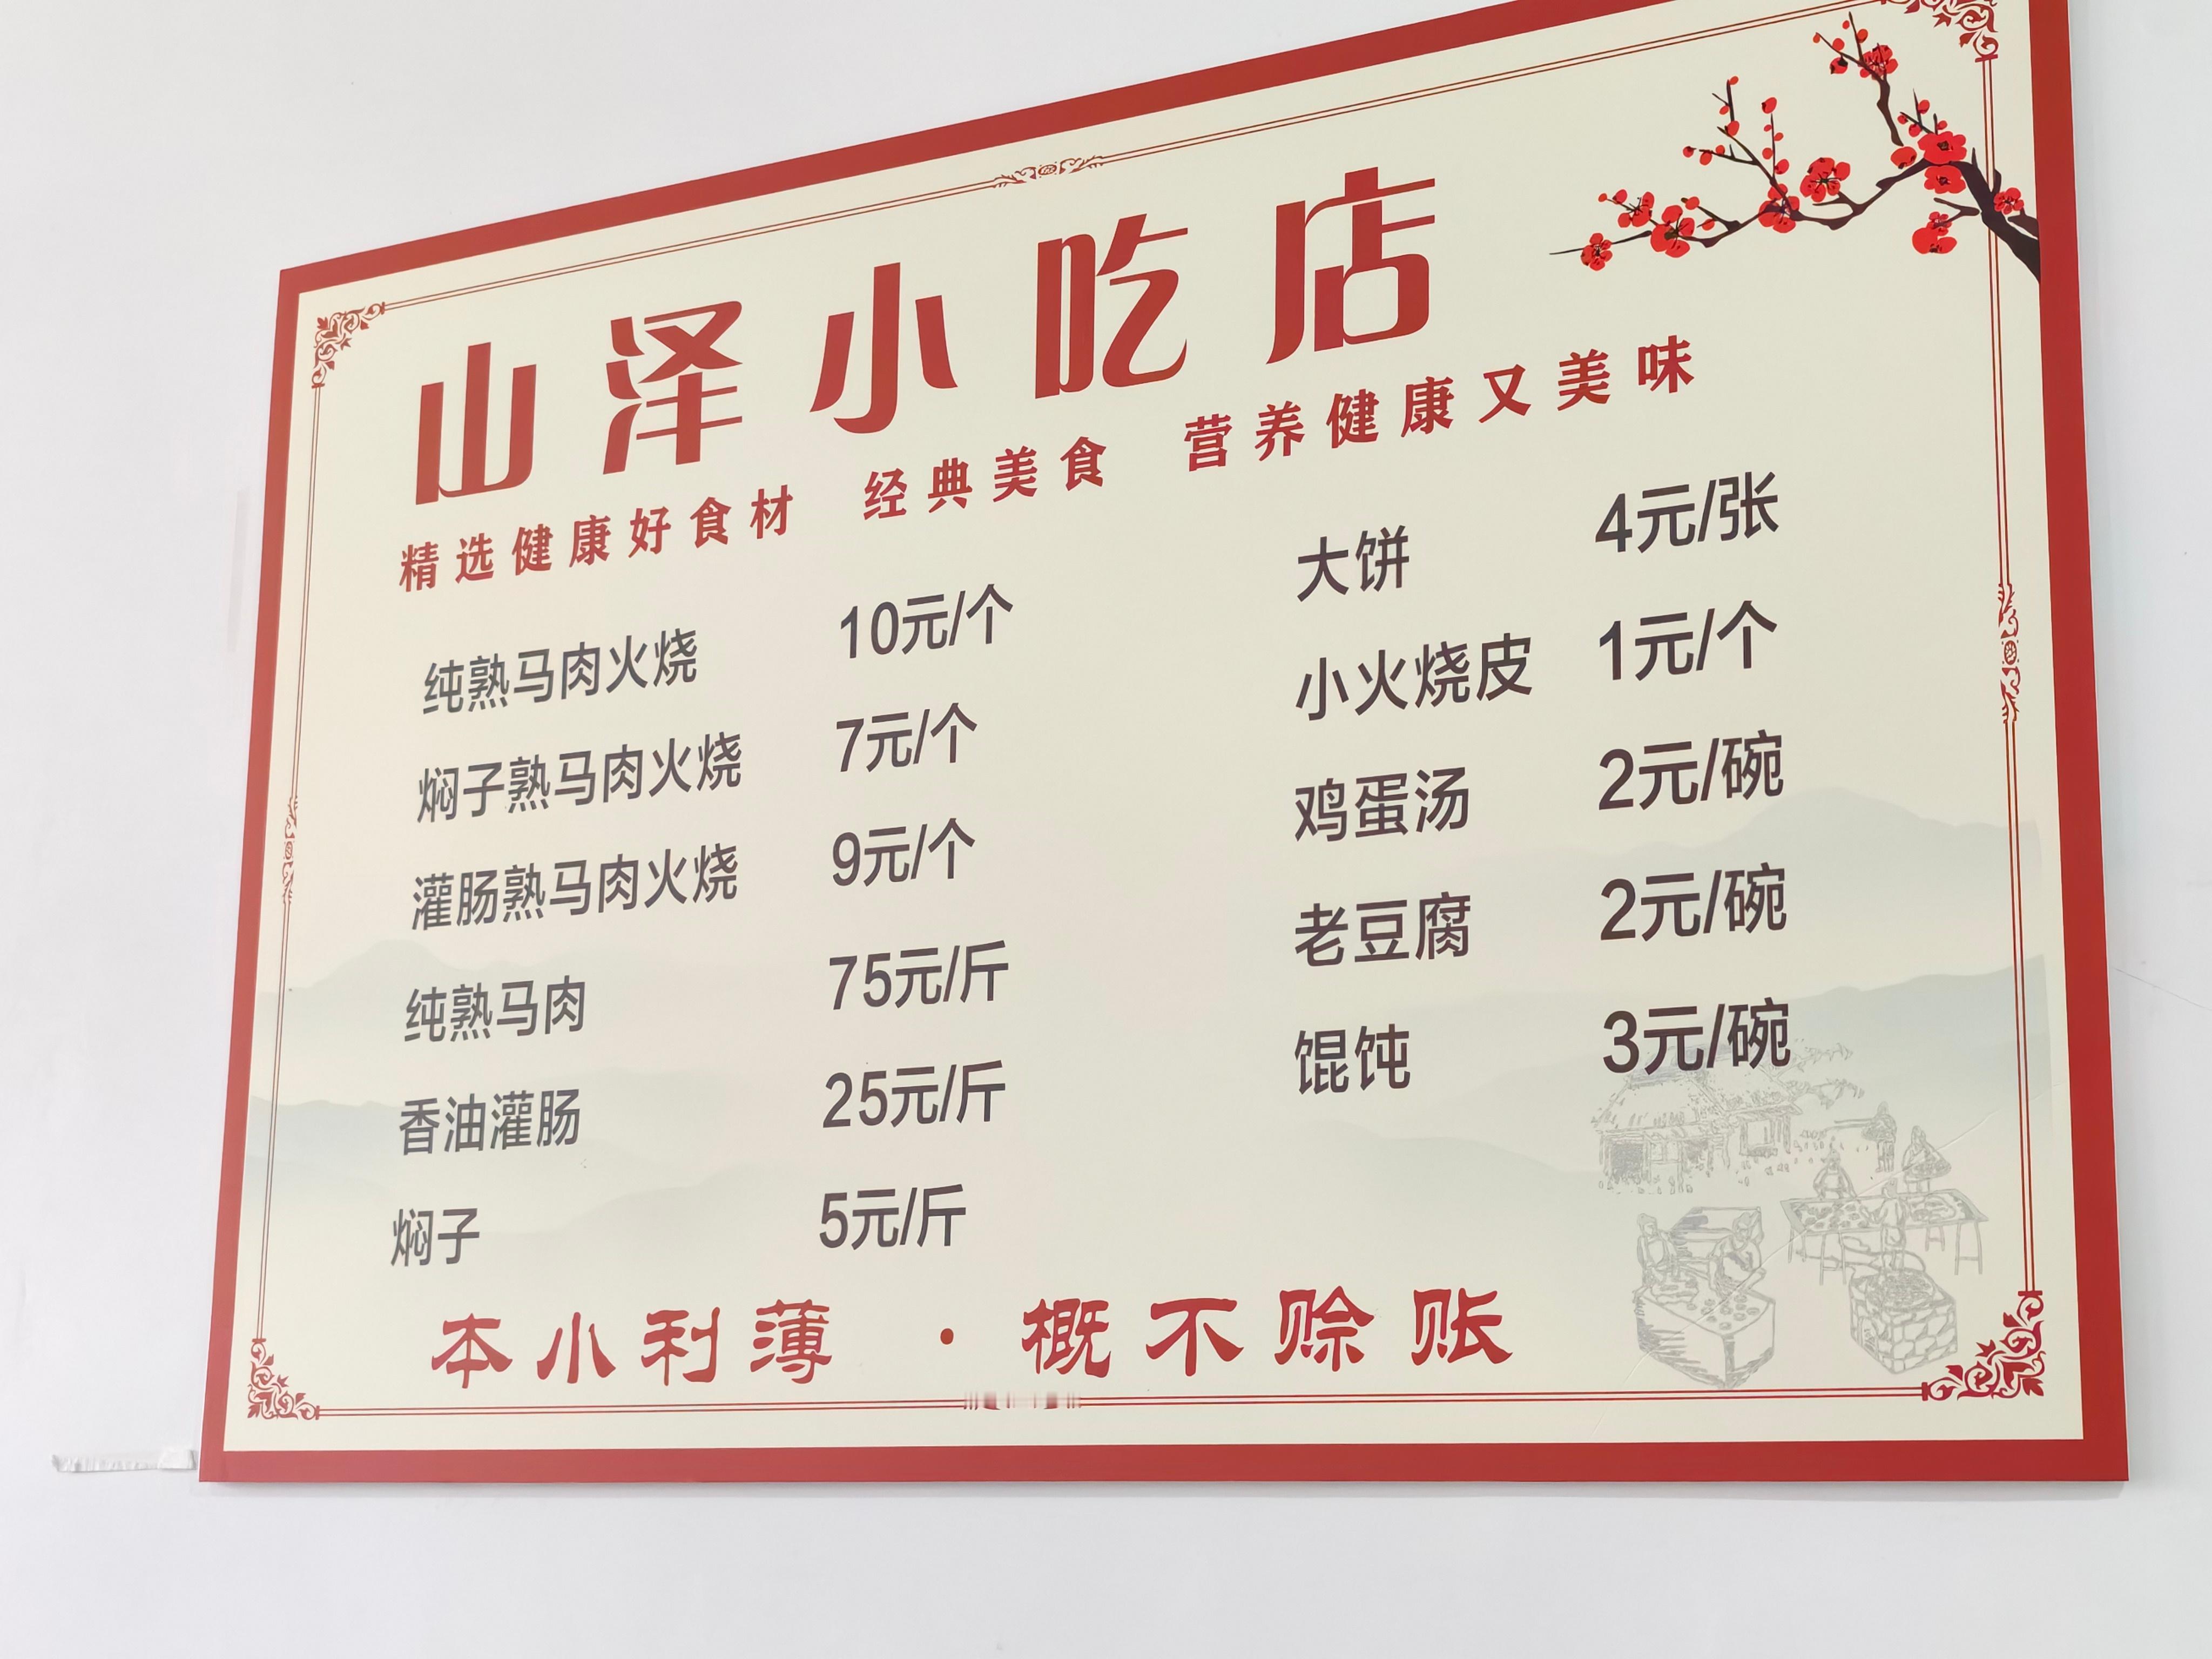 山泽小吃店
精选健康好食材 经典美食 营养健康又美味
纯熟马肉火烧 10元/个
焖子熟马肉火烧 7元/个
灌肠熟马肉火烧 9元/个
纯熟马肉 75元/斤
香油灌肠 25元/斤
焖子 5元/斤
大饼 4元/张
小火烧皮 1元/个
鸡蛋汤 2元/碗
老豆腐 2元/碗
馄饨 3元/碗
本小利薄 · 概不赊账